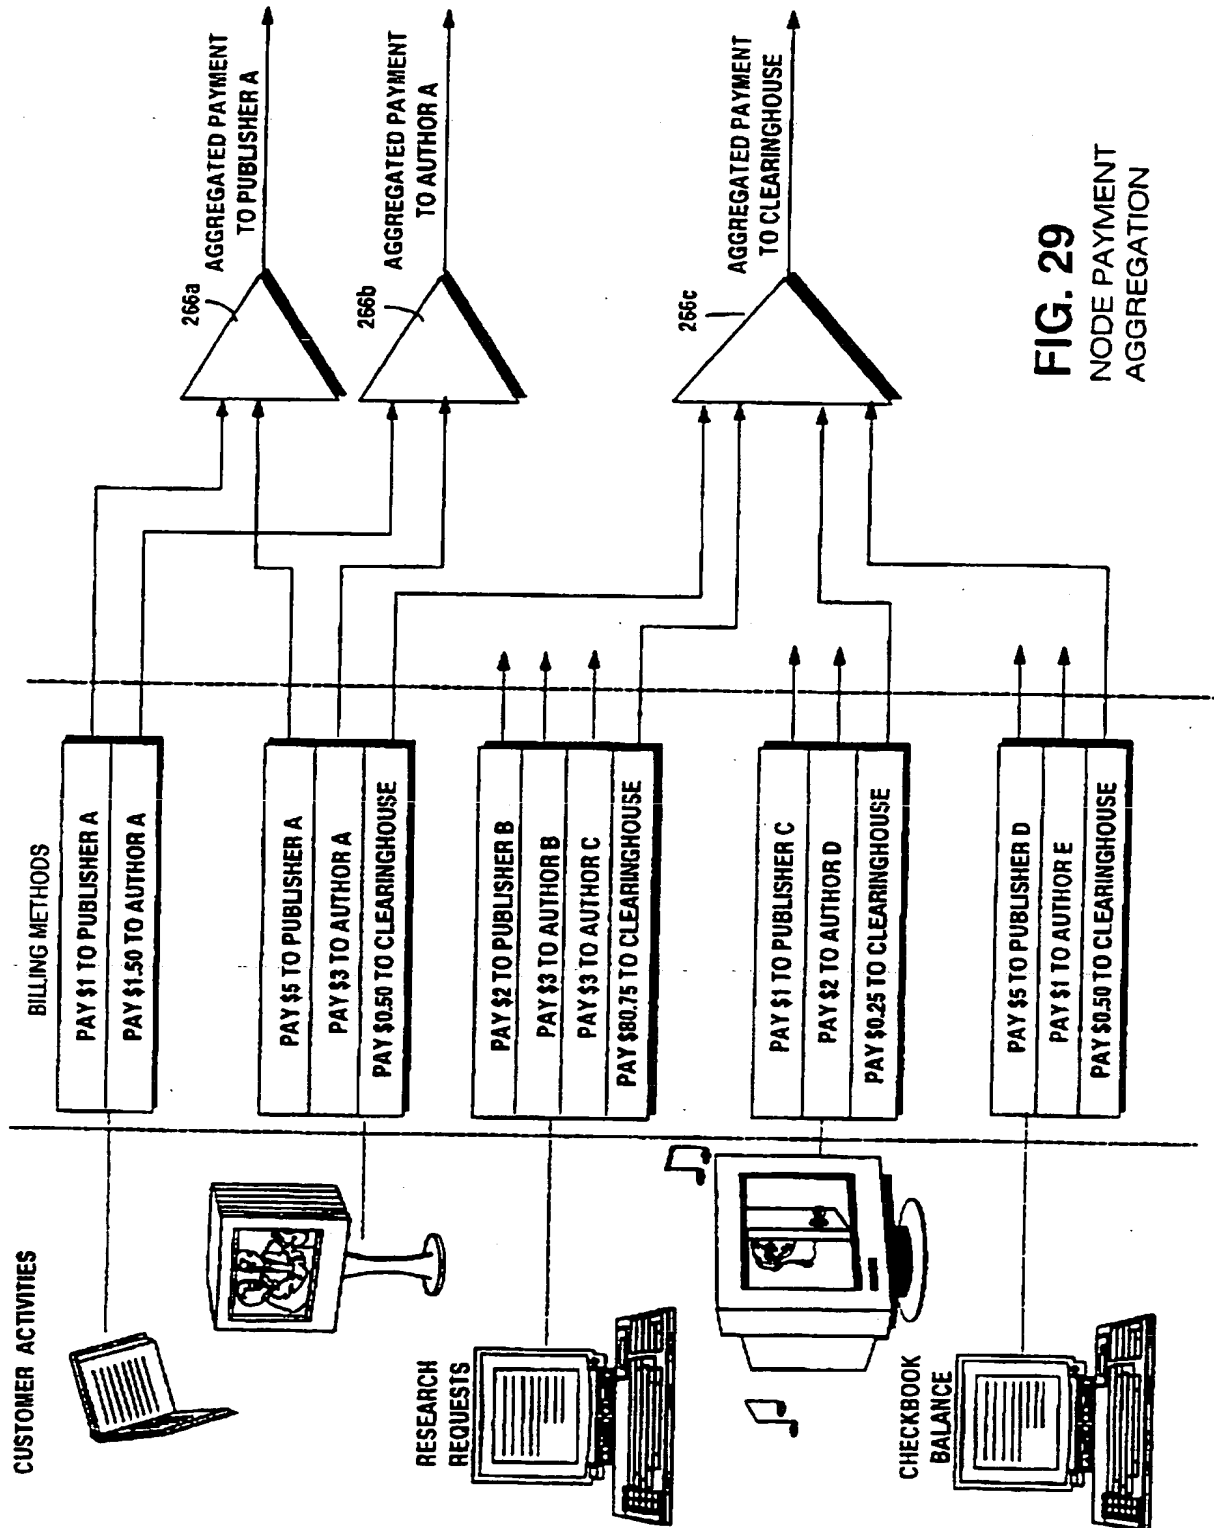 CUSTOMER ACTIVITIES
BILLING METHODS
PAY $1 TO PUBLISHER A
PAY $1.50 TO AUTHOR A
PAY $5 TO PUBLISHER A
PAY $3 TO AUTHOR A
PAY $0.50 TO CLEARINGHOUSE
RESEARCH
REQUESTS
PAY $2 TO PUBLISHER B
PAY $3 TO AUTHOR B
PAY $3 TO AUTHOR C
PAY $80.75 TO CLEARINGHOUSE
PAY $1 TO PUBLISHER C
PAY $2 TO AUTHOR D
PAY $0.25 TO CLEARINGHOUSE
CHECKBOOK
BALANCE
PAY $5 TO PUBLISHER D
PAY $1 TO AUTHOR E
PAY $0.50 TO CLEARINGHOUSE
266a
AGGREGATED PAYMENT
TO PUBLISHER A
266b
AGGREGATED PAYMENT
TO AUTHOR A
266c
AGGREGATED PAYMENT
TO CLEARINGHOUSE
FIG. 29
NODE PAYMENT
AGGREGATION